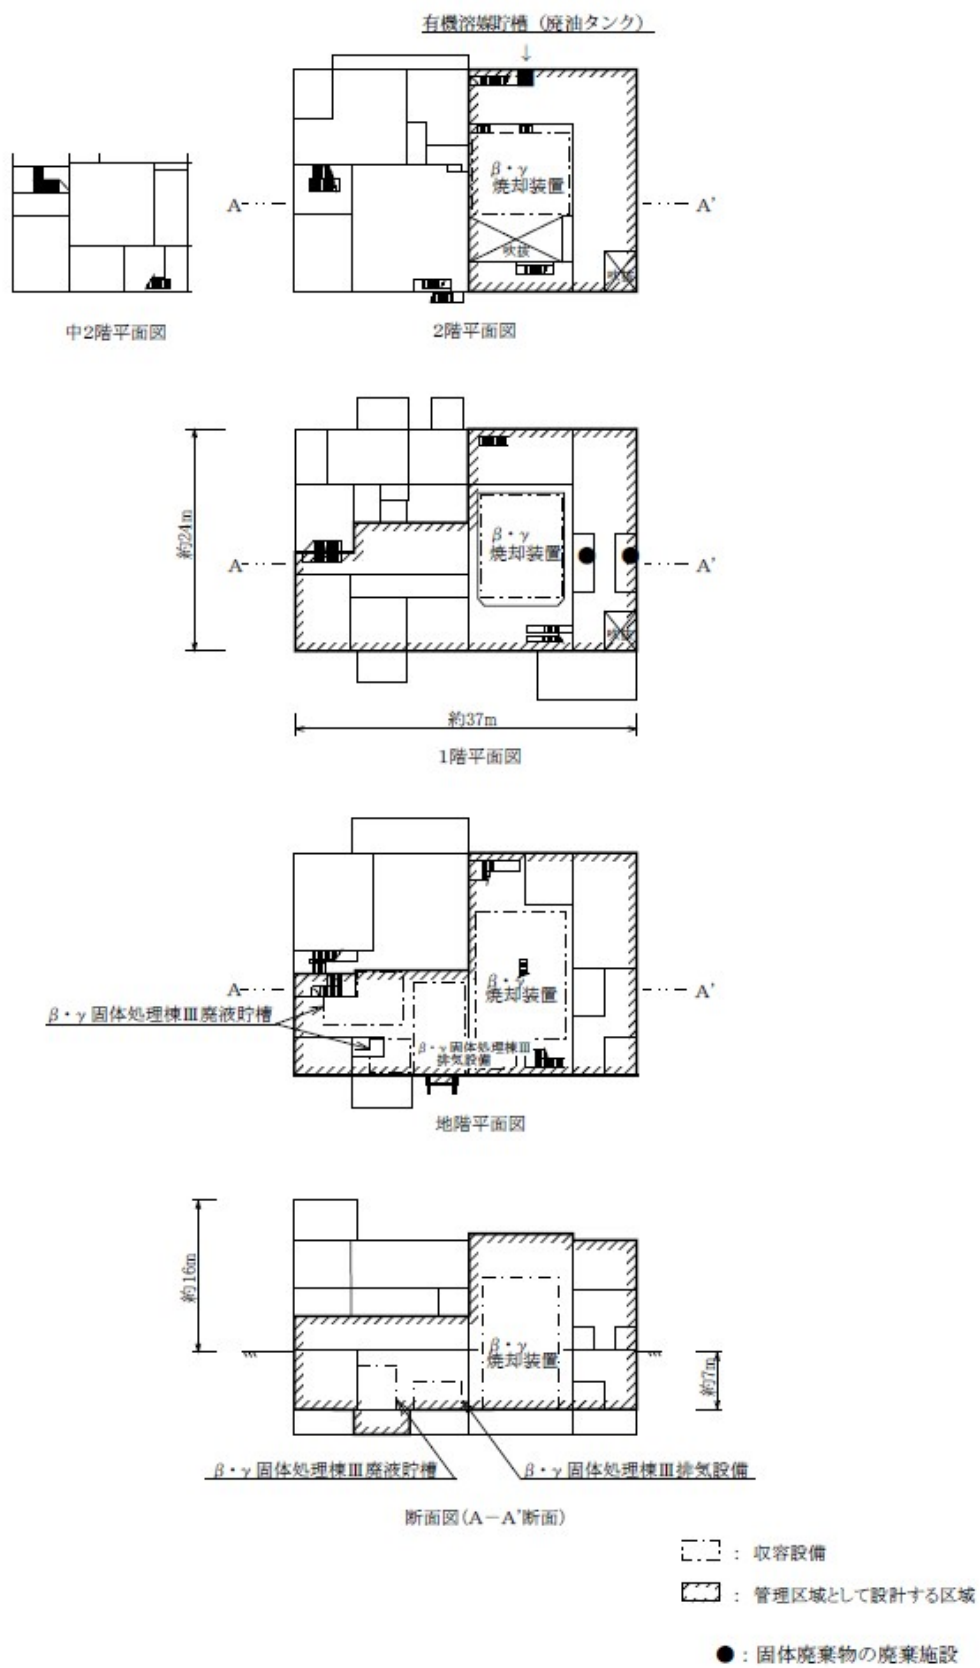 有機溶媒貯槽（廃油タンク）
↓
β・γ
焼却装置
吹抜
吹抜
A
A'
中2階平面図
2階平面図
約24m
β・γ
焼却装置
吹抜
A
A'
約37m
1階平面図
A
A'
β・γ
焼却装置
β・γ固体処理棟Ⅲ廃液貯槽
β・γ固体処理棟Ⅲ
排気設備
地階平面図
約16m
β・γ
焼却装置
約7m
β・γ固体処理棟Ⅲ廃液貯槽
β・γ固体処理棟Ⅲ排気設備
断面図(A－A'断面)
：収容設備
：管理区域として設計する区域
●：固体廃棄物の廃棄施設